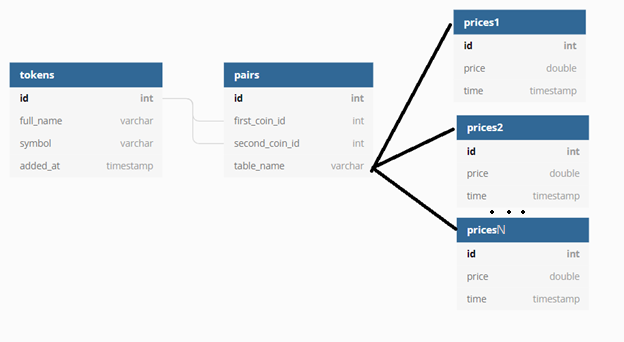 tokens
id int
full_name varchar
symbol varchar
added_at timestamp
pairs
id int
first_coin_id int
second_coin_id int
table_name varchar
prices1
id int
price double
time timestamp
prices2
id int
price double
time timestamp
...
pricesN
id int
price double
time timestamp